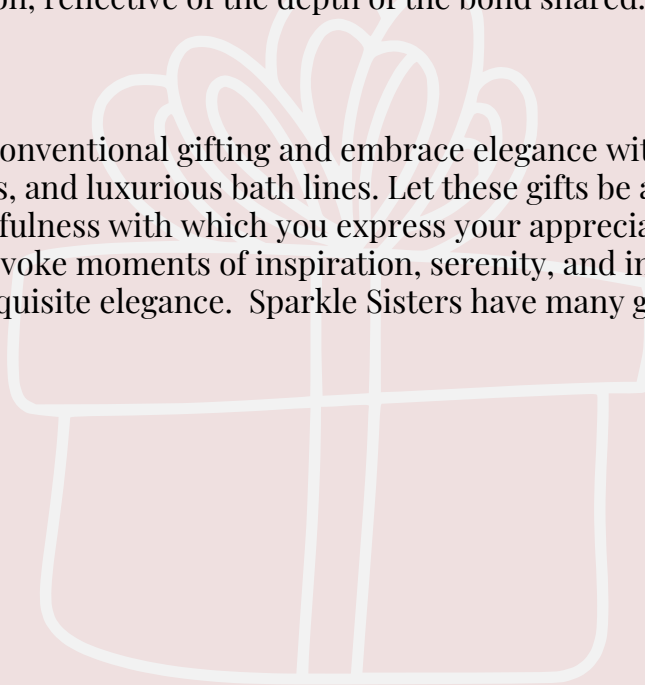 on, reflective of the depth of the bond shared.
onventional gifting and embrace elegance wit
s, and luxurious bath lines. Let these gifts be a
fulness with which you express your apprecia
voke moments of inspiration, serenity, and in
quisite elegance.  Sparkle Sisters have many g